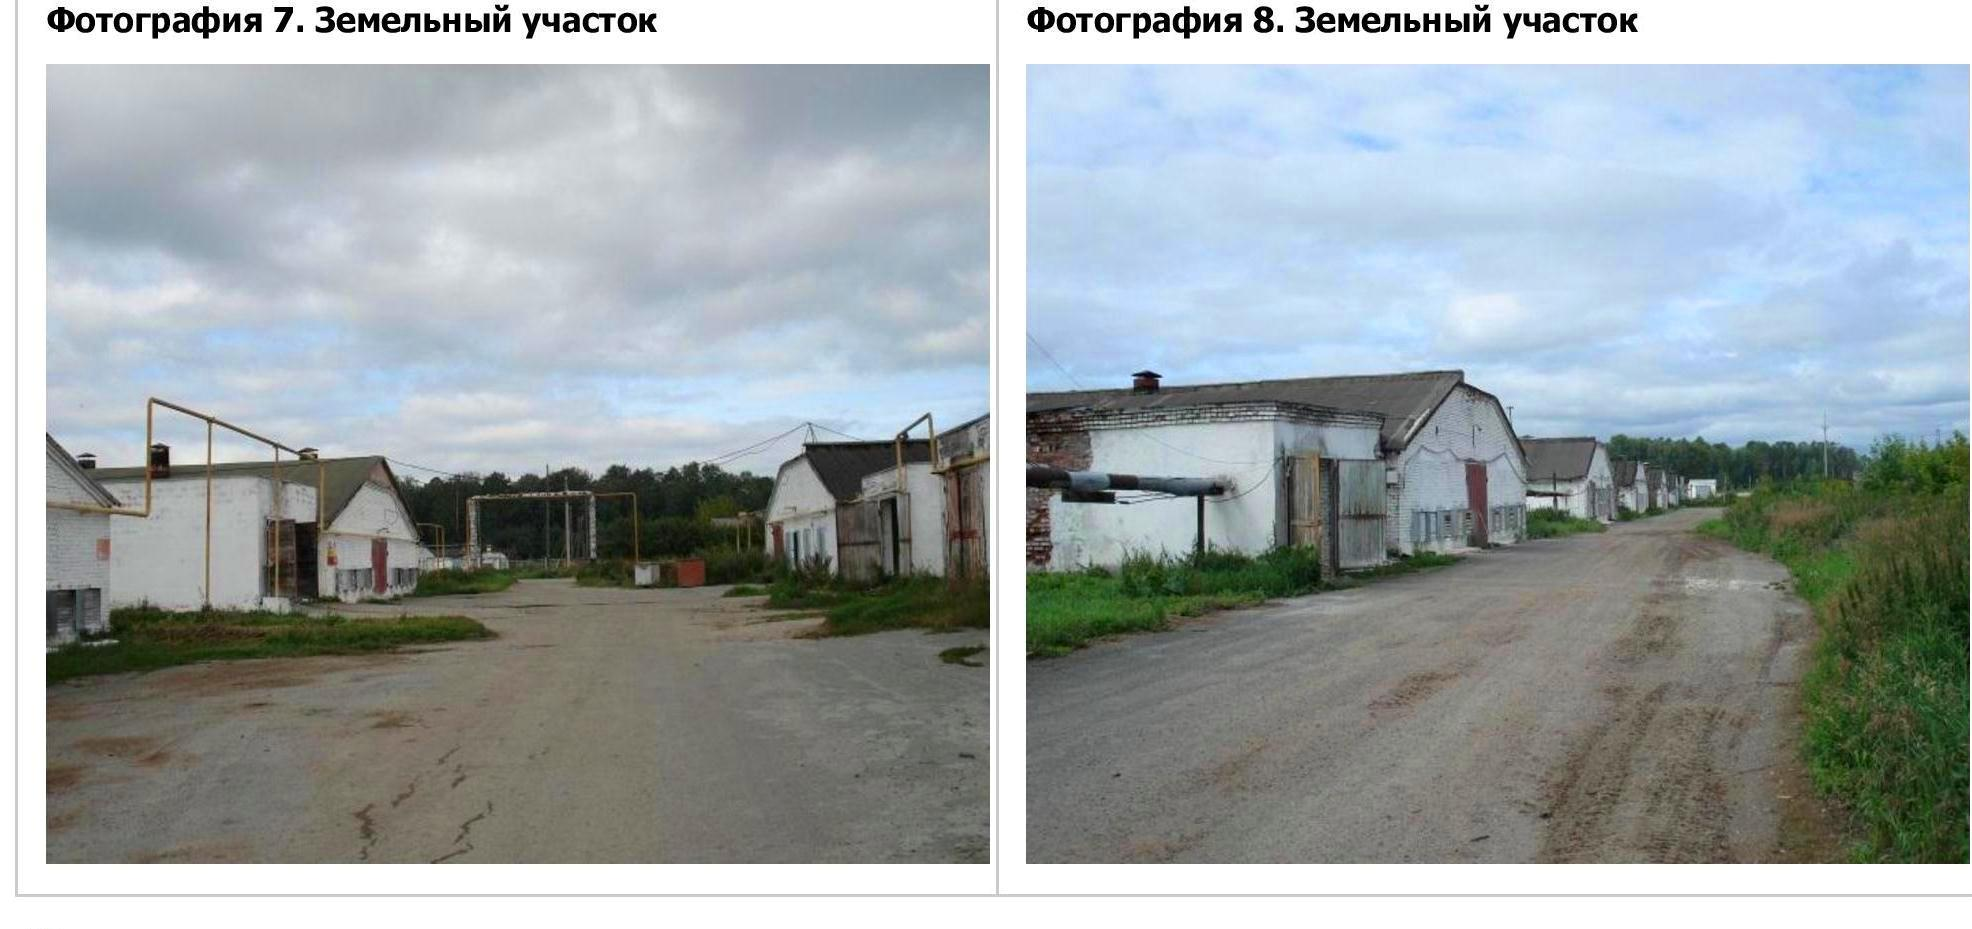 Фотография 7. Земельный участок
Фотография 8. Земельный участок